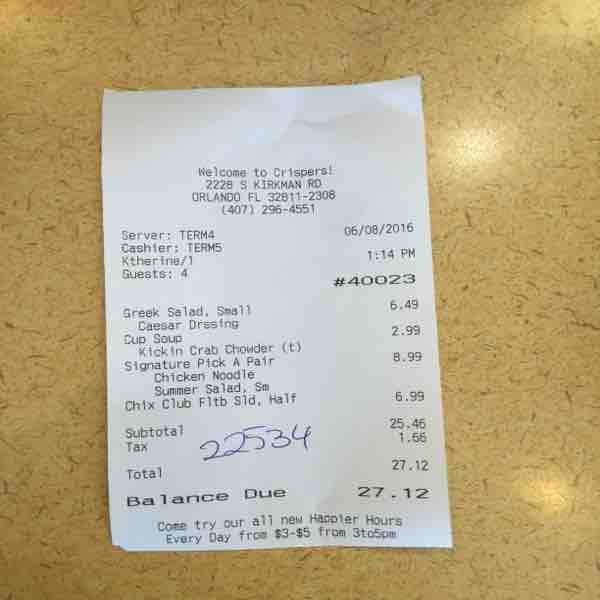 Welcome to Crispers!
2228 S KIRKMAN RD
ORLANDO FL 32811-2308
(407) 296-4551
Server: TERM4 06/08/2016
Cashier: TERM5 1:14 PM
Ktherine/1
Guests: 4 #40023
Greek Salad, Small 6.49
Caesar Drssing
Cup Soup 2.99
Kickin Crab Chowder (t)
Signature Pick A Pair 8.99
Chicken Noodle
Summer Salad, Sm
Chix Club Fltb Sld, Half 6.99
Subtotal 25.46
Tax 1.66
22534
Total 27.12
Balance Due 27.12
Come try our all new Happier Hours
Every Day from $3-$5 from 3to5pm